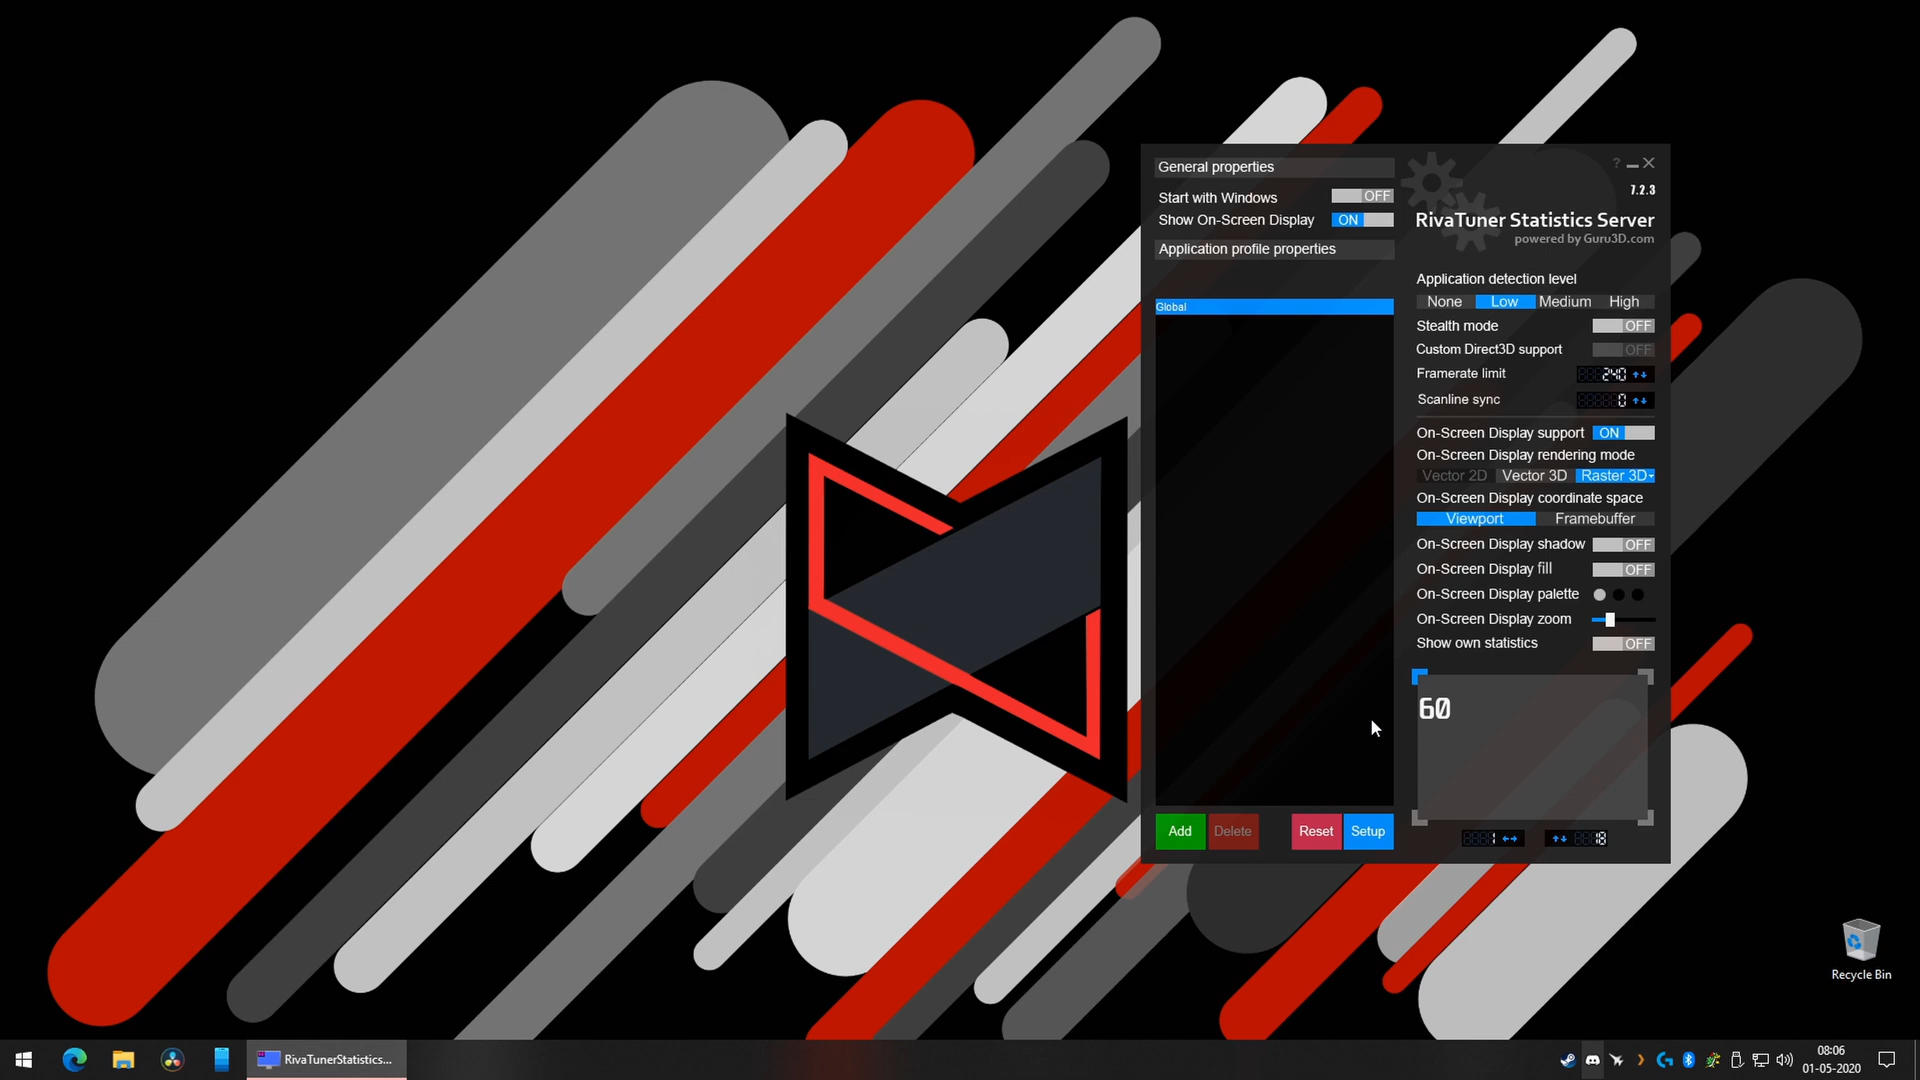 General properties
Start with Windows OFF
Show On-Screen Display ON
Application profile properties
Global
Add Delete Reset Setup
? 
7.2.3
RivaTuner Statistics Server
powered by Guru3D.com
Application detection level
None Low Medium High
Stealth mode OFF
Custom Direct3D support OFF
Framerate limit 240
Scanline sync 0
On-Screen Display support ON
On-Screen Display rendering mode
Vector 2D Vector 3D Raster 3D
On-Screen Display coordinate space
Viewport Framebuffer
On-Screen Display shadow OFF
On-Screen Display fill OFF
On-Screen Display palette
On-Screen Display zoom
Show own statistics OFF
60
1 18
Recycle Bin
RivaTunerStatistics...
08:06
01-05-2020